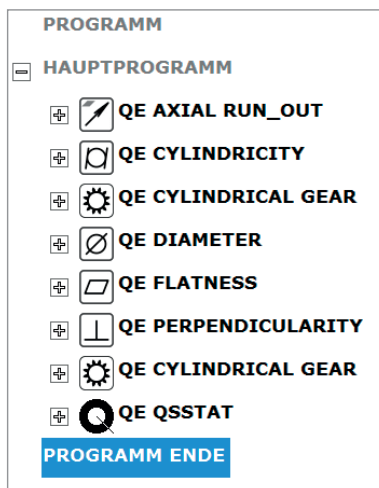 PROGRAMM
HAUPTPROGRAMM
QE AXIAL RUN_OUT
QE CYLINDRICITY
QE CYLINDRICAL GEAR
QE DIAMETER
QE FLATNESS
QE PERPENDICULARITY
QE CYLINDRICAL GEAR
QE QSSTAT
PROGRAMM ENDE